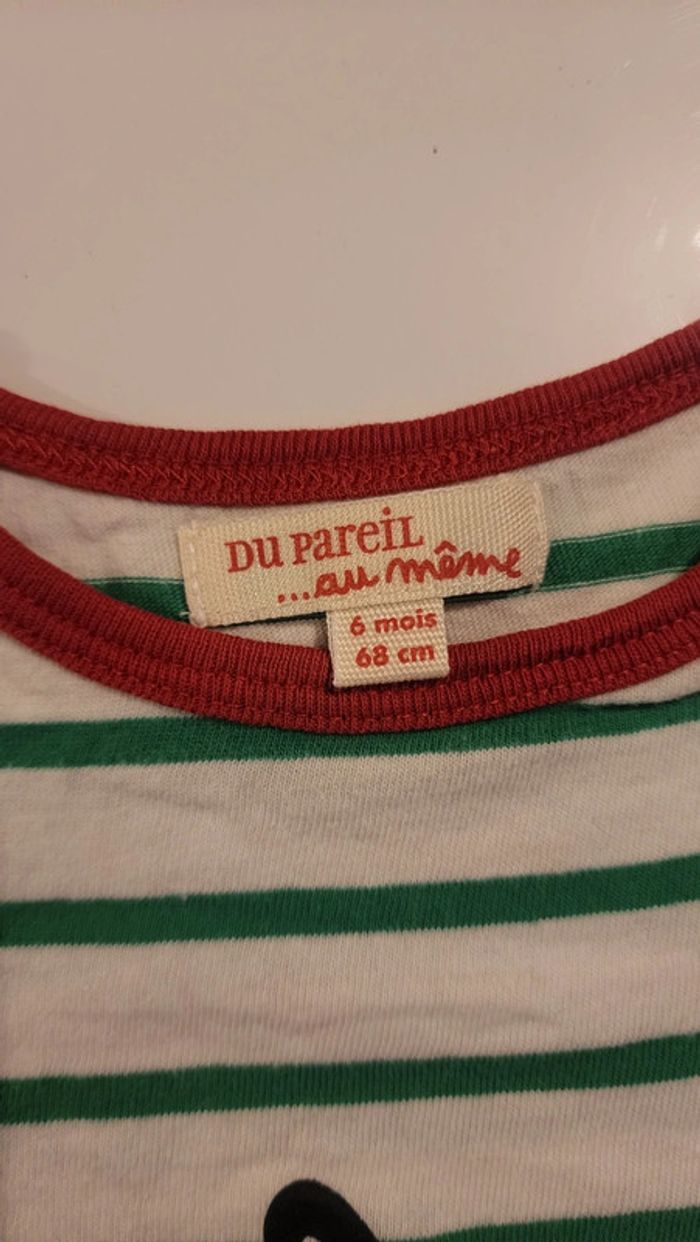 Du Pareil
...au même
6 mois
68 cm